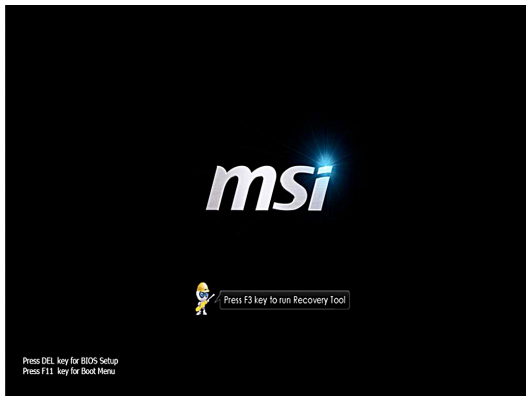 msi
Press F3 key to run Recovery Tool
Press DEL key for BIOS Setup
Press F11 key for Boot Menu